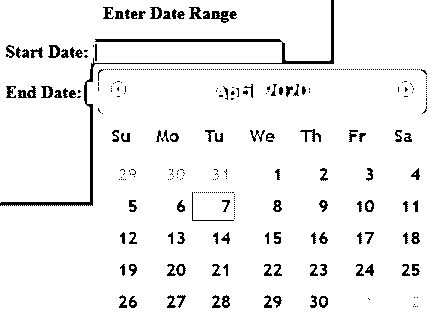 Enter Date Range
Start Date:
End Date:
April 2020
Su Mo Tu We Th Fr Sa
29 30 31 1 2 3 4
5 6 7 8 9 10 11
12 13 14 15 16 17 18
19 20 21 22 23 24 25
26 27 28 29 30 1 2